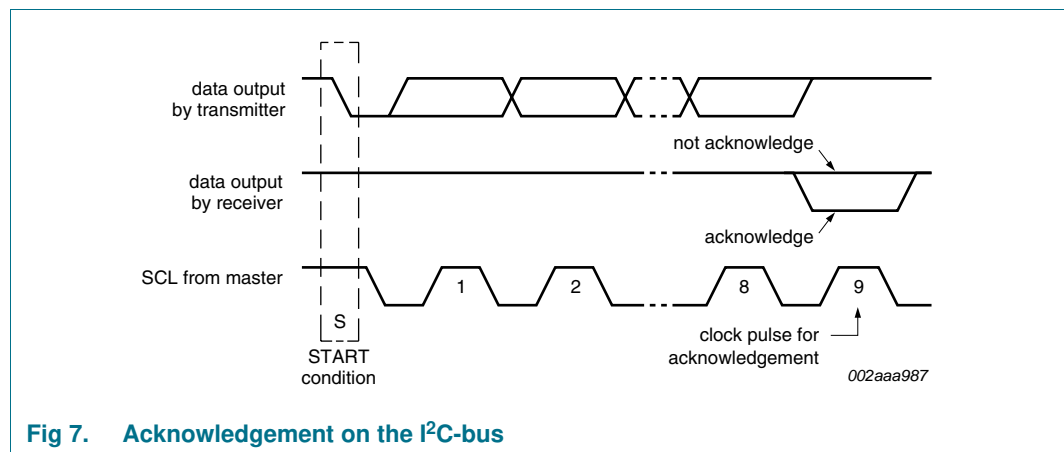 data output
by transmitter
not acknowledge
data output
by receiver
acknowledge
SCL from master
1
2
8
9
S
START
condition
clock pulse for
acknowledgement
002aaa987
Fig 7. Acknowledgement on the I²C-bus